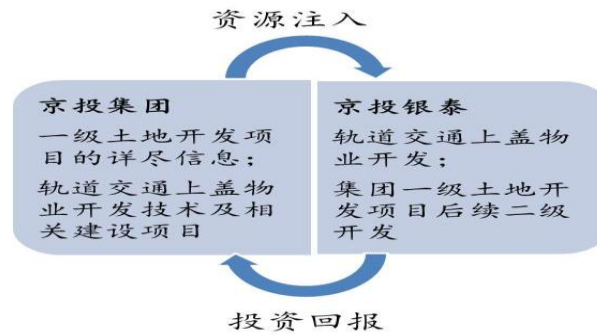 资源注入
京投集团
一级土地开发项
目的详尽信息；
轨道交通上盖物
业开发技术及相
关建设项目
京投银泰
轨道交通上盖物
业开发；
集团一级土地开
发项目后续二级
开发
投资回报